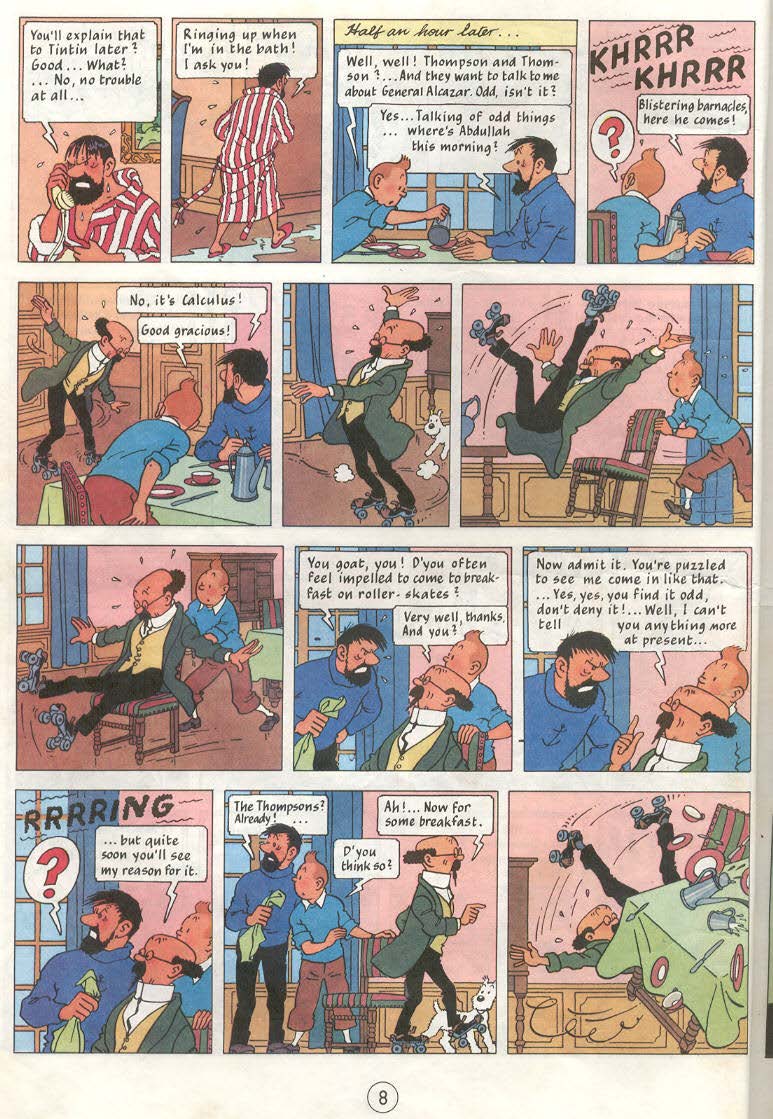 You'll explain that
to Tintin later?
Good... What?
... No, no trouble
at all...
Ringing up when
I'm in the bath!
I ask you!
Half an hour later...
Well, well! Thompson and Thom-
son?... And they want to talk to me
about General Alcazar. Odd, isn't it?
Yes... Talking of odd things
... where's Abdullah
this morning?
KHRRR
KHRRR
?
Blistering barnacles,
here he comes!
No, it's Calculus!
Good gracious!
You goat, you! D'you often
feel impelled to come to break-
fast on roller-skates?
Very well, thanks.
And you?
Now admit it. You're puzzled
to see me come in like that.
... Yes, yes, you find it odd,
don't deny it!... Well, I can't
tell you anything more
at present...
RRRRING
?
... but quite
soon you'll see
my reason for it.
The Thompsons?
Already! ...
D'you
think so?
Ah!... Now for
some breakfast.
8